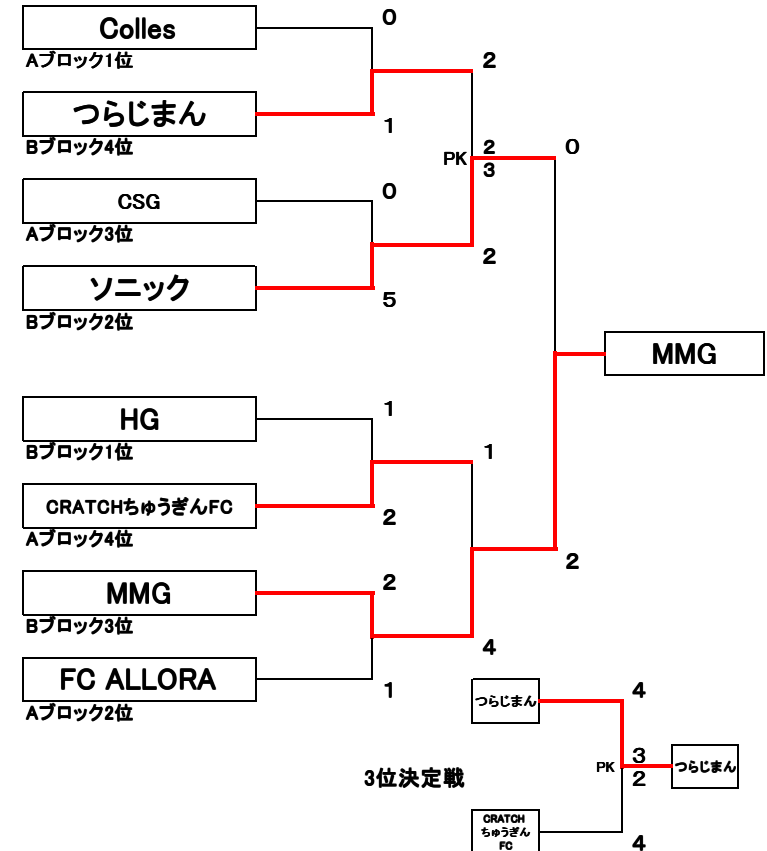 Colles
Aブロック1位
0
2
つらじまん
Bブロック4位
1
PK
2
3
0
CSG
Aブロック3位
0
2
ソニック
Bブロック2位
5
MMG
HG
Bブロック1位
1
1
CRATCHちゅうぎんFC
Aブロック4位
2
2
MMG
Bブロック3位
2
4
FC ALLORA
Aブロック2位
1
つらじまん
4
3位決定戦
PK
3
2
つらじまん
CRATCH
ちゅうぎん
FC
4